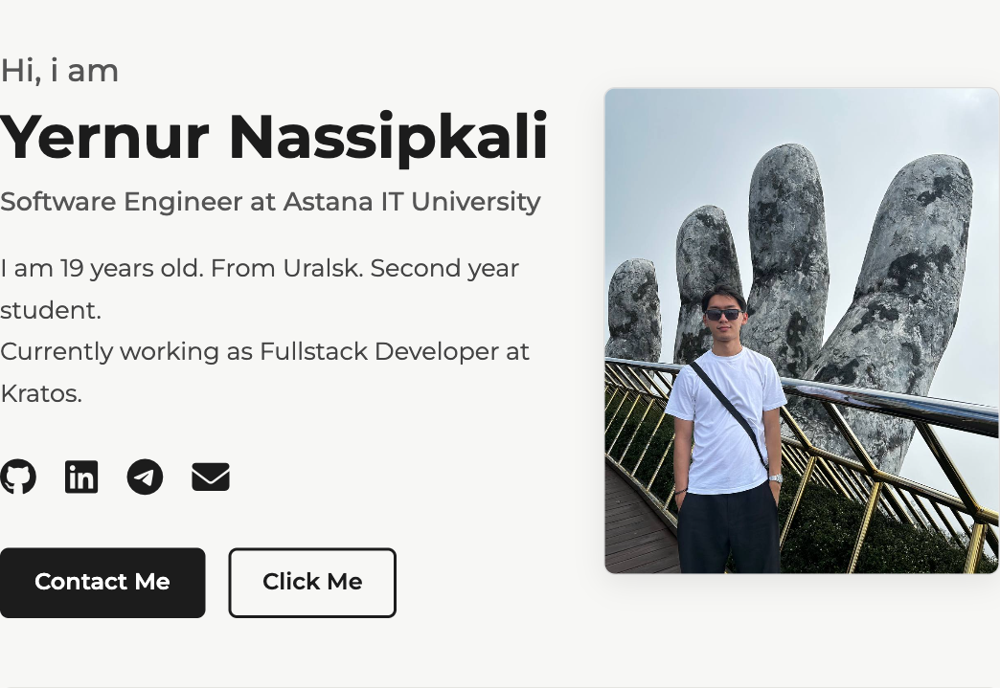 Hi, i am
Yernur Nassipkali
Software Engineer at Astana IT University
I am 19 years old. From Uralsk. Second year
student.
Currently working as Fullstack Developer at
Kratos.
in
Contact Me
Click Me